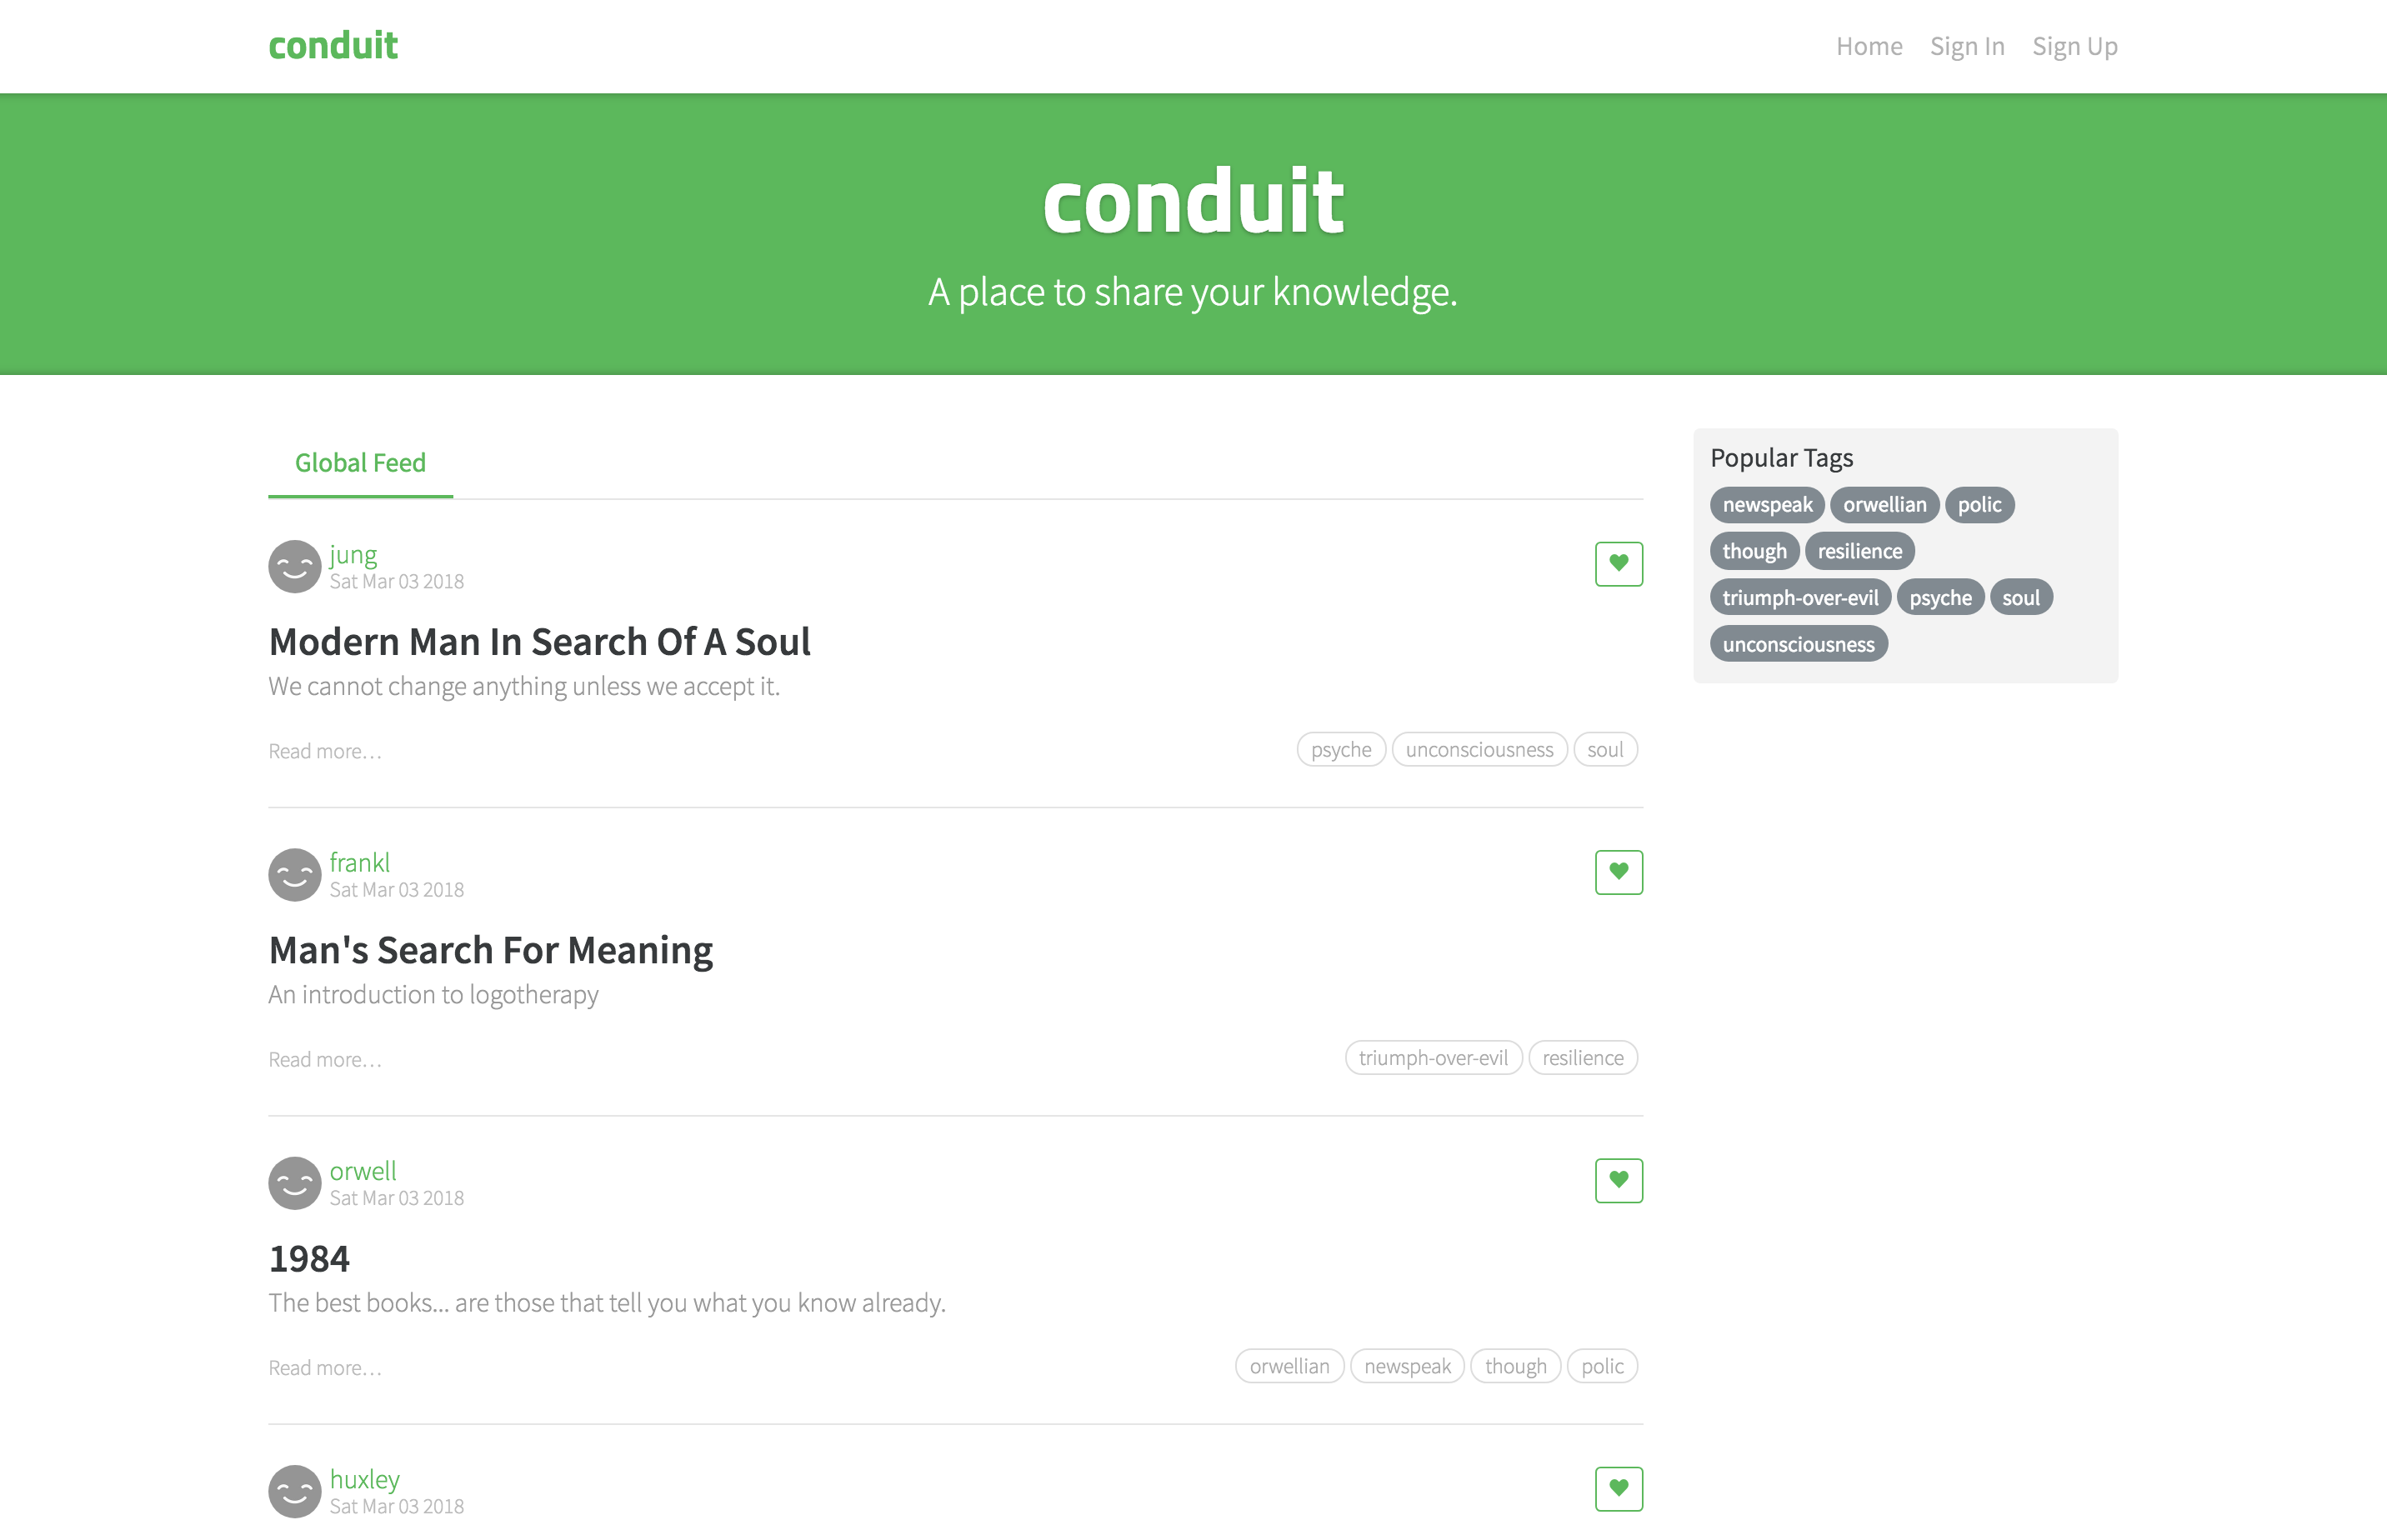 conduit
Home Sign In Sign Up
conduit
A place to share your knowledge.
Global Feed
jung
Sat Mar 03 2018
Modern Man In Search Of A Soul
We cannot change anything unless we accept it.
Read more...
psyche unconsciousness soul
frankl
Sat Mar 03 2018
Man's Search For Meaning
An introduction to logotherapy
Read more...
triumph-over-evil resilience
orwell
Sat Mar 03 2018
1984
The best books... are those that tell you what you know already.
Read more...
orwellian newspeak though polic
huxley
Sat Mar 03 2018
Popular Tags
newspeak orwellian polic
though resilience
triumph-over-evil psyche soul
unconsciousness